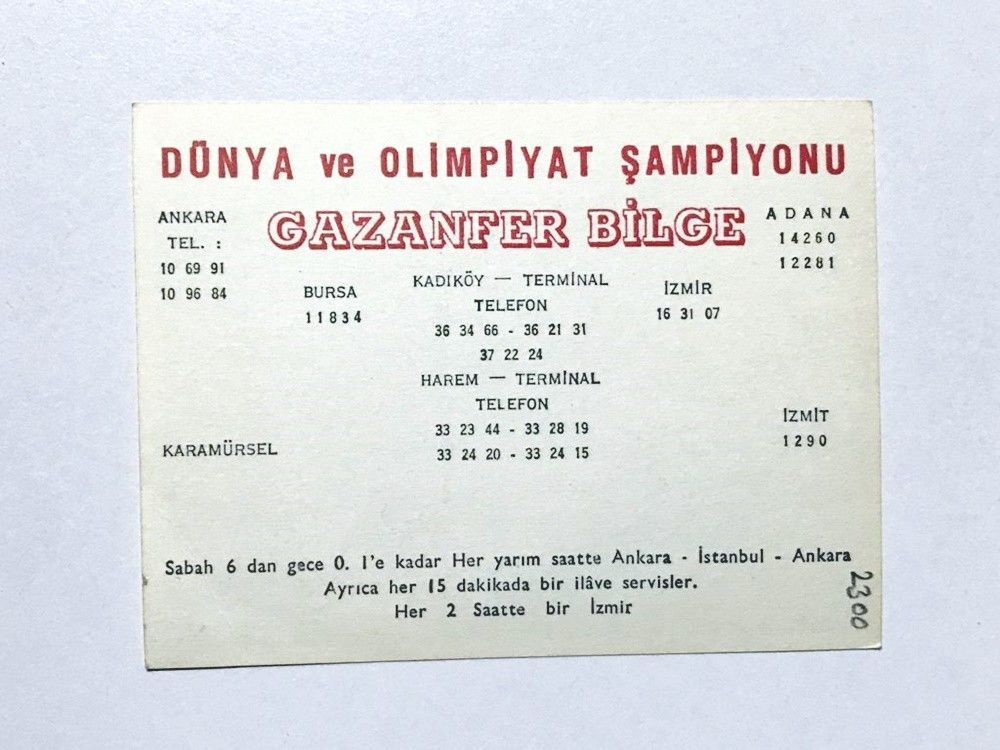 DÜNYA ve OLİMPİYAT ŞAMPİYONU
GAZANFER BİLGE
ANKARA
TEL. :
10 69 91
10 96 84
BURSA
11834
KADIKÖY — TERMİNAL
TELEFON
36 34 66 - 36 21 31
37 22 24
HAREM — TERMİNAL
TELEFON
33 23 44 - 33 28 19
33 24 20 - 33 24 15
İZMİR
16 31 07
ADANA
14260
12281
KARAMÜRSEL
İZMİT
1290
Sabah 6 dan gece 0. 1'e kadar Her yarım saatte Ankara - İstanbul - Ankara
Ayrıca her 15 dakikada bir ilâve servisler.
Her 2 Saatte bir İzmir
2300